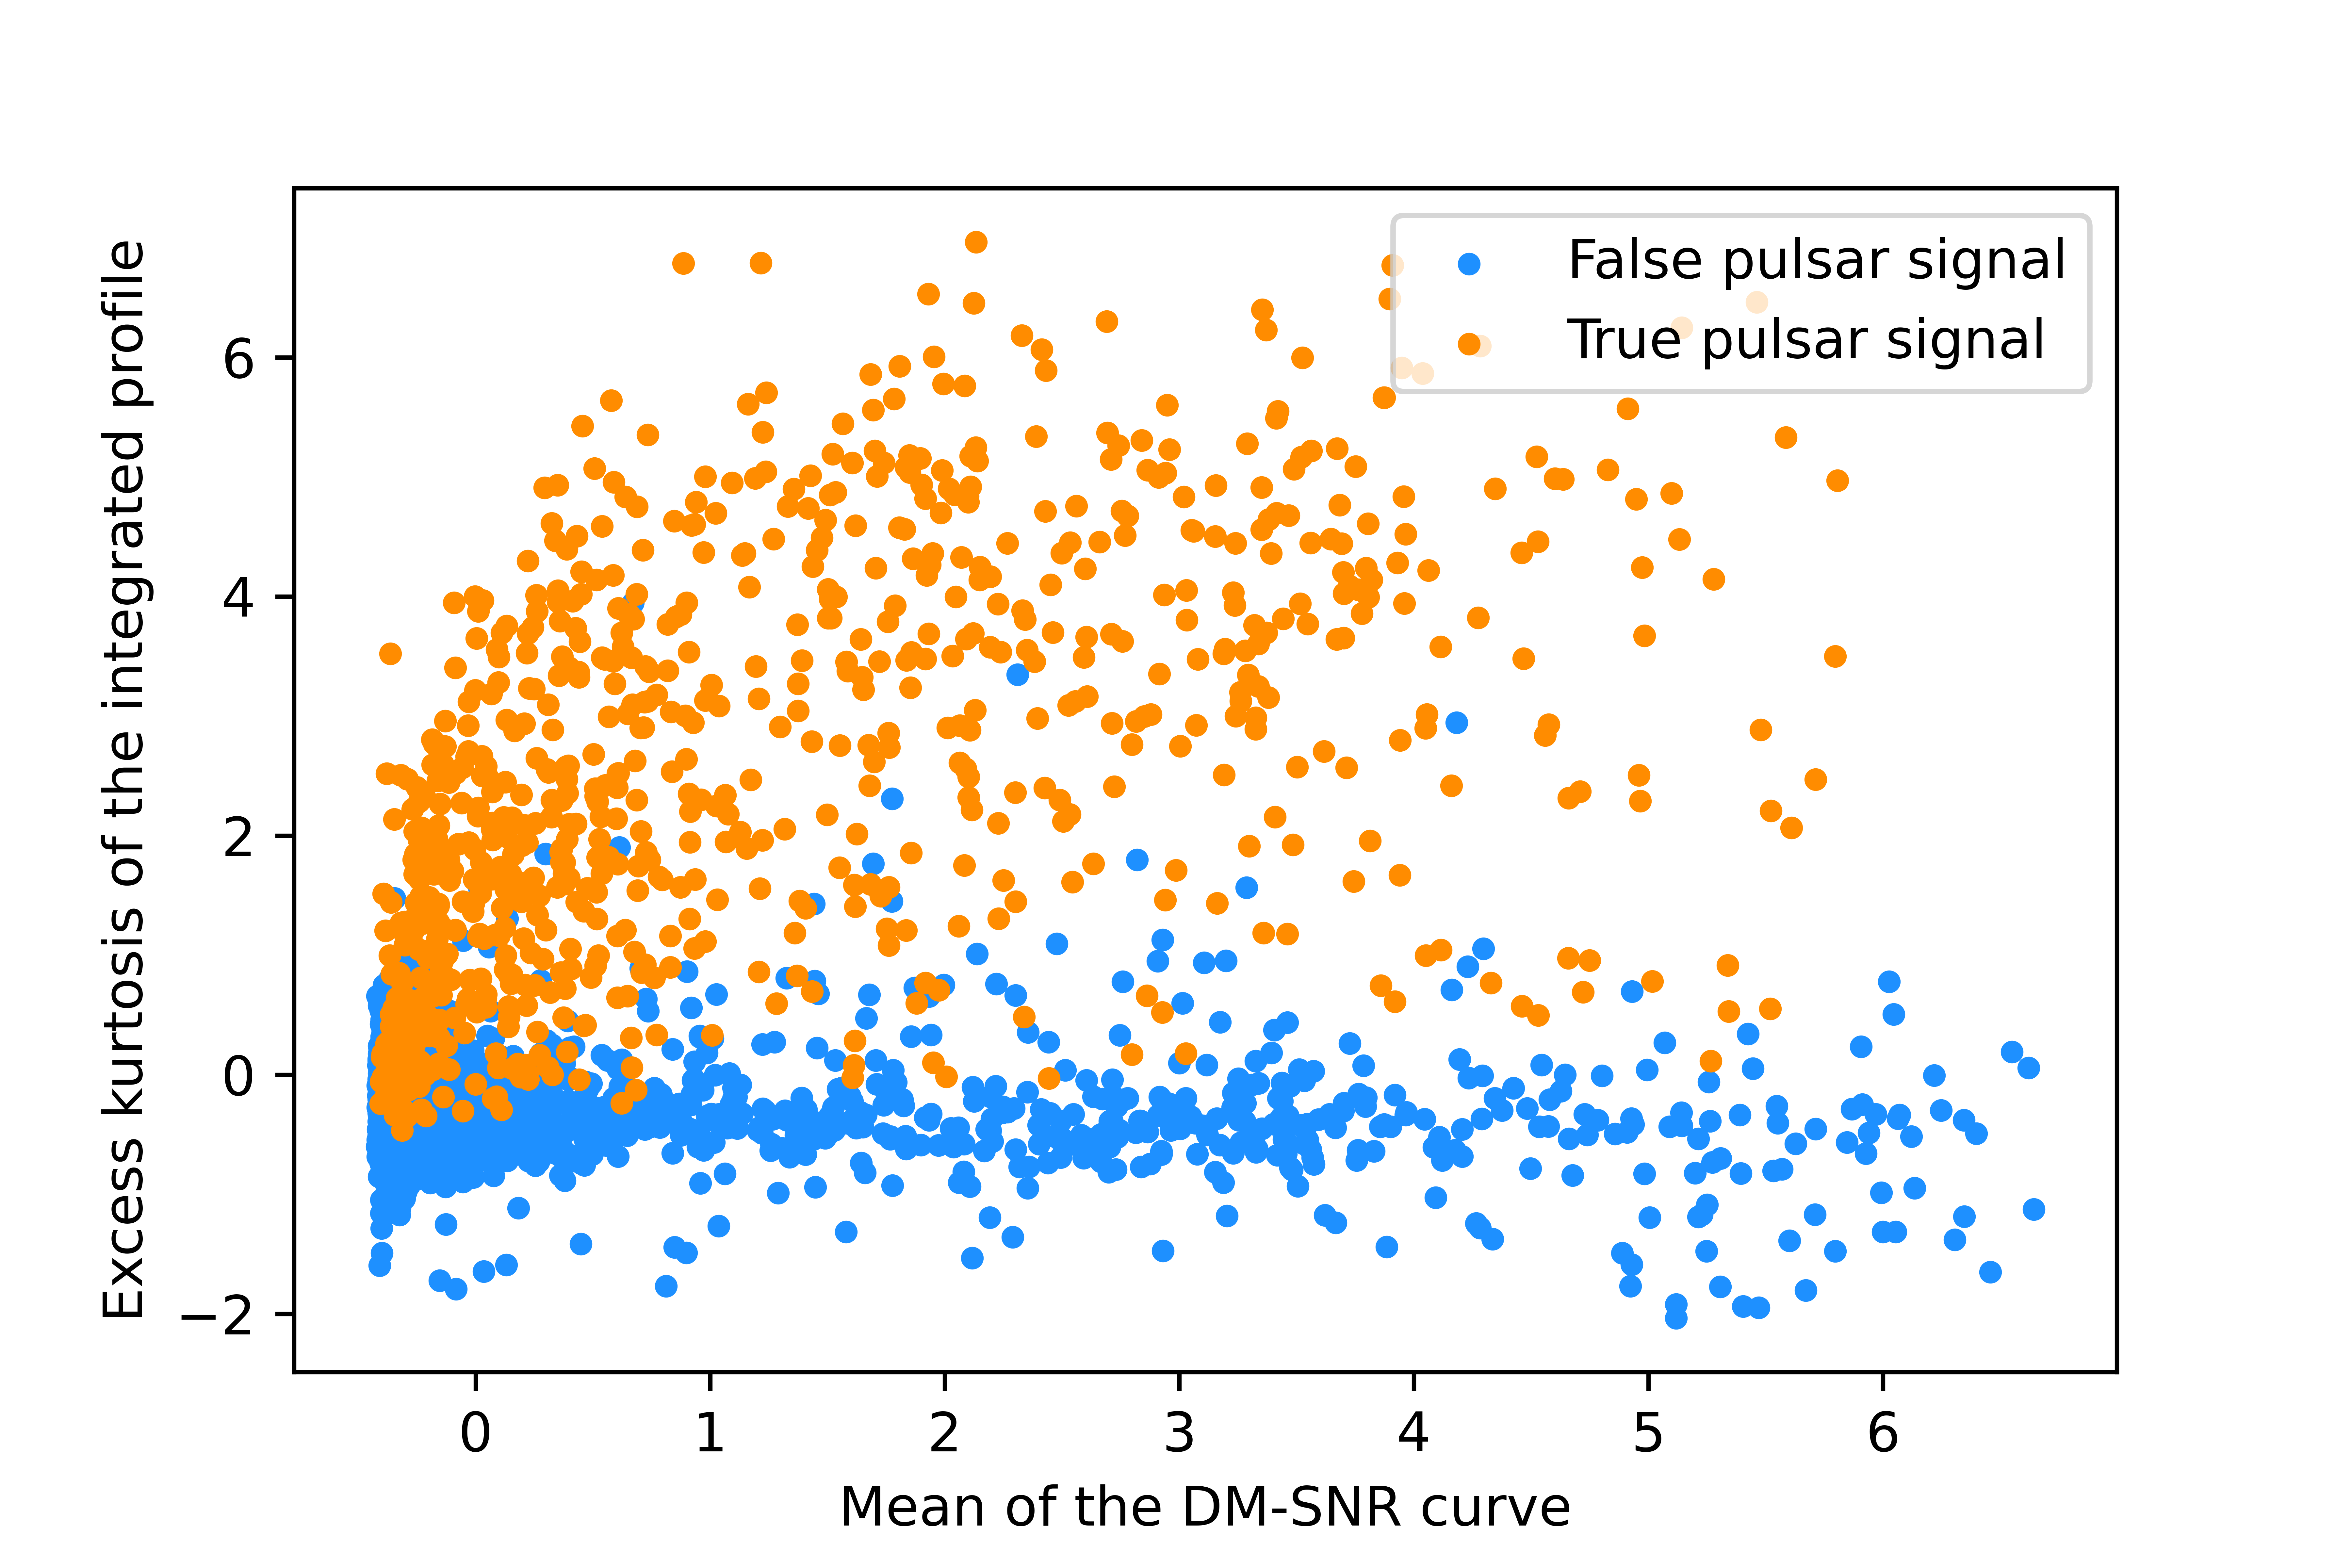 False pulsar signal
True pulsar signal
Excess kurtosis of the integrated profile
6
4
2
0
−2
0 1 2 3 4 5 6
Mean of the DM-SNR curve